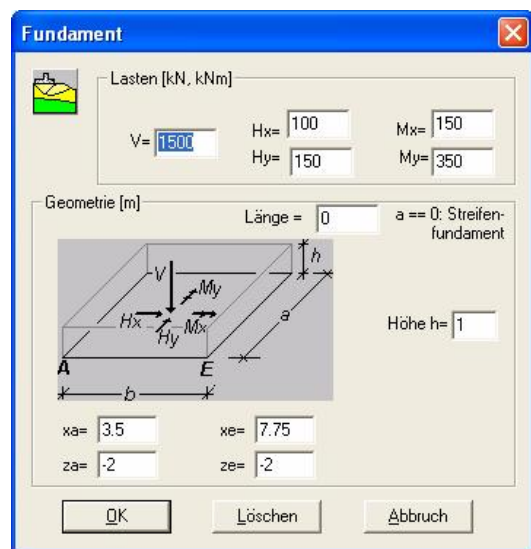 Fundament
Lasten [kN, kNm]
V= 1500
Hx= 100
Mx= 150
Hy= 150
My= 350
Geometrie [m]
Länge = 0
a == 0: Streifen-
fundament
h
V
My
a
Hx
Mx
Hy
Höhe h= 1
A
E
b
xa= 3.5
xe= 7.75
za= -2
ze= -2
OK
Löschen
Abbruch